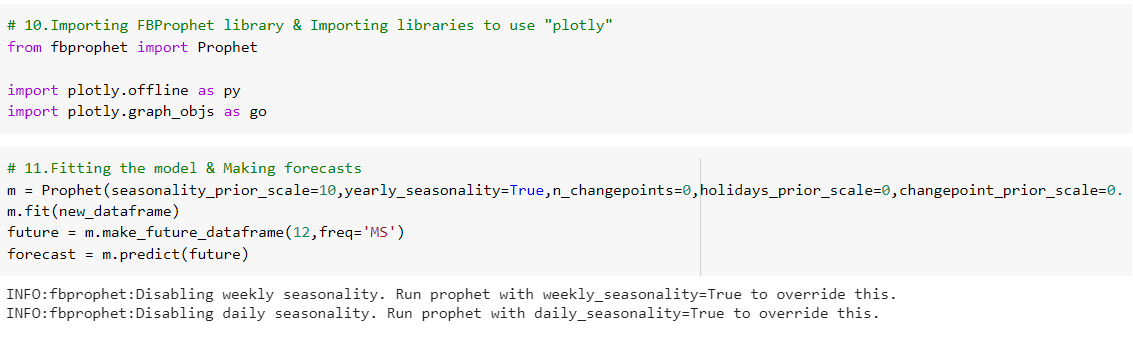 # 10.Importing FBProphet library & Importing libraries to use "plotly"
from fbprophet import Prophet
import plotly.offline as py
import plotly.graph_objs as go
# 11.Fitting the model & Making forecasts
m = Prophet(seasonality_prior_scale=10,yearly_seasonality=True,n_changepoints=0,holidays_prior_scale=0,changepoint_prior_scale=0.
m.fit(new_dataframe)
future = m.make_future_dataframe(12,freq='MS')
forecast = m.predict(future)
INFO:fbprophet:Disabling weekly seasonality. Run prophet with weekly_seasonality=True to override this.
INFO:fbprophet:Disabling daily seasonality. Run prophet with daily_seasonality=True to override this.